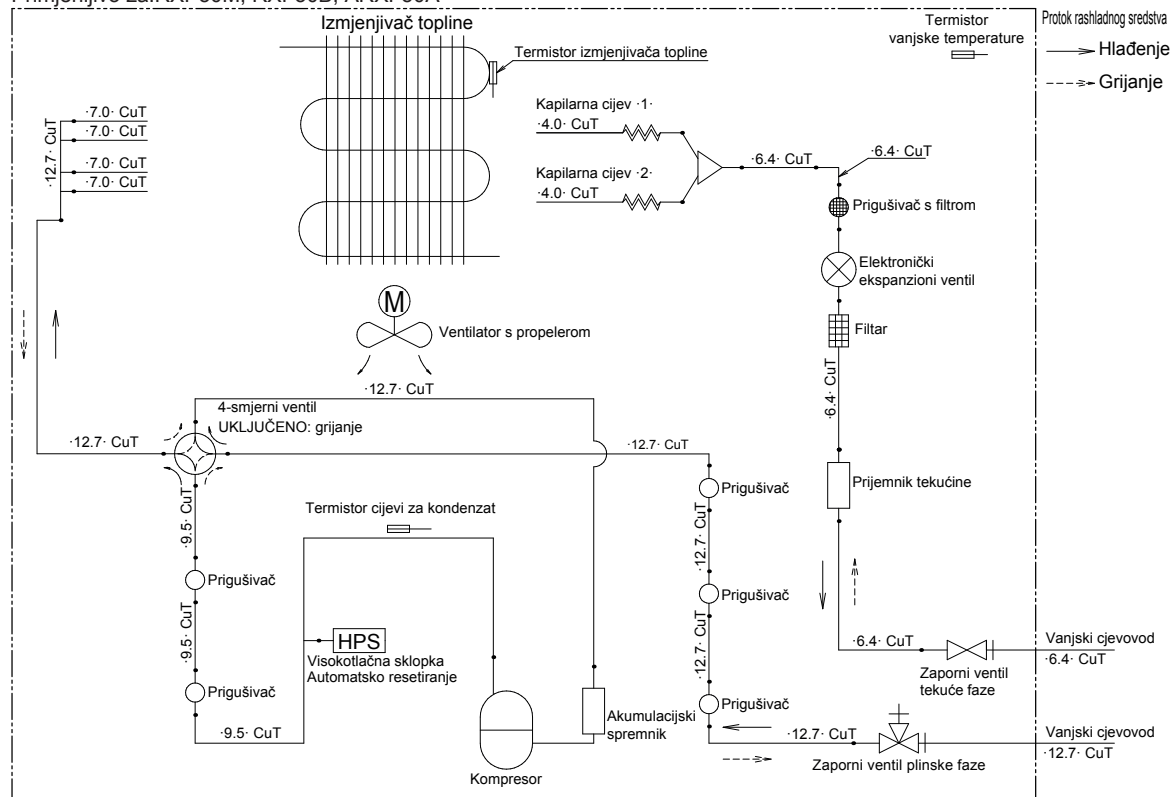 Izmjenjivač topline
Termistor izmjenjivača topline
Termistor
vanjske temperature
Protok rashladnog sredstva
Hlađenje
Grijanje
·7.0· CuT
·7.0· CuT
·7.0· CuT
·7.0· CuT
·12.7· CuT
Kapilarna cijev ·1·
·4.0· CuT
Kapilarna cijev ·2·
·4.0· CuT
·6.4· CuT
·6.4· CuT
Prigušivač s filtrom
Elektronički
ekspanzioni ventil
Filtar
·6.4· CuT
M
Ventilator s propelerom
·12.7· CuT
4-smjerni ventil
UKLJUČENO: grijanje
·12.7· CuT
·12.7· CuT
Prijemnik tekućine
Prigušivač
Termistor cijevi za kondenzat
·9.5· CuT
·12.7· CuT
Prigušivač
Prigušivač
·9.5· CuT
·12.7· CuT
HPS
Visokotlačna sklopka
Automatsko resetiranje
Prigušivač
Prigušivač
·6.4· CuT
Zaporni ventil
tekuće faze
Vanjski cjevovod
·6.4· CuT
Akumulacijski
spremnik
·9.5· CuT
Kompresor
·12.7· CuT
Zaporni ventil plinske faze
Vanjski cjevovod
·12.7· CuT